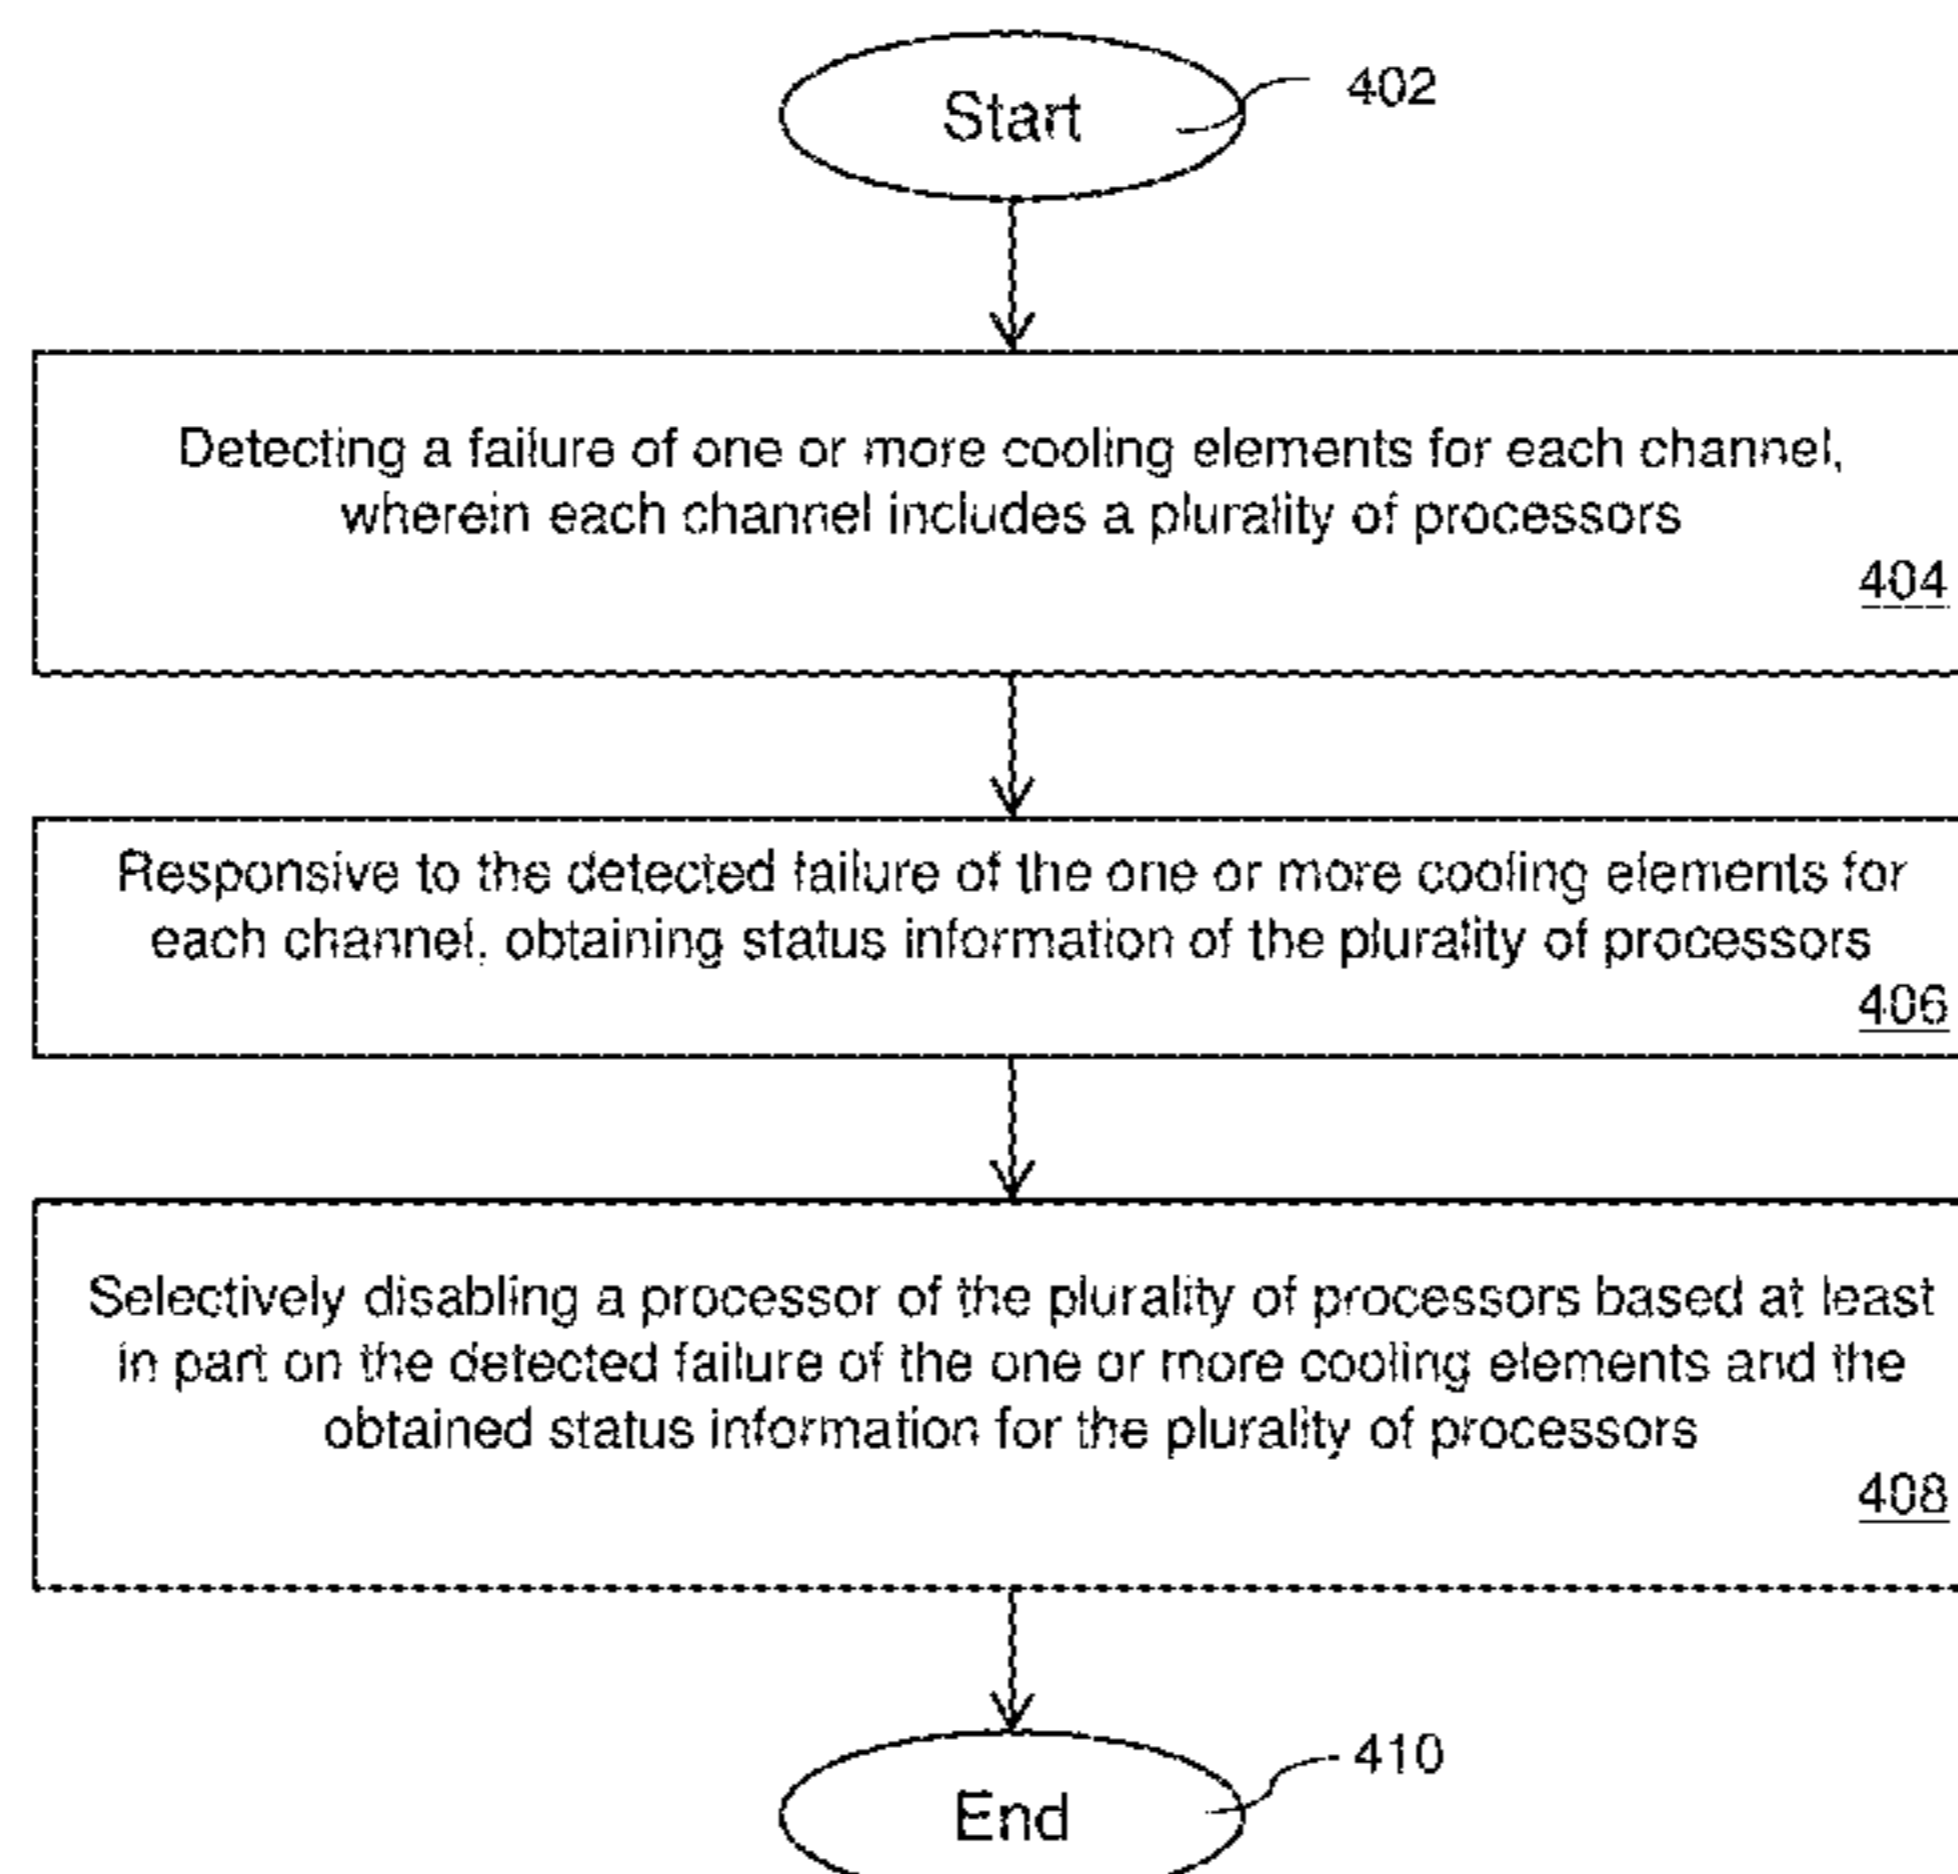 Start
402
Detecting a failure of one or more cooling elements for each channel,
wherein each channel includes a plurality of processors
404
Responsive to the detected failure of the one or more cooling elements for
each channel, obtaining status information of the plurality of processors
406
Selectively disabling a processor of the plurality of processors based at least
in part on the detected failure of the one or more cooling elements and the
obtained status information for the plurality of processors
408
410
End